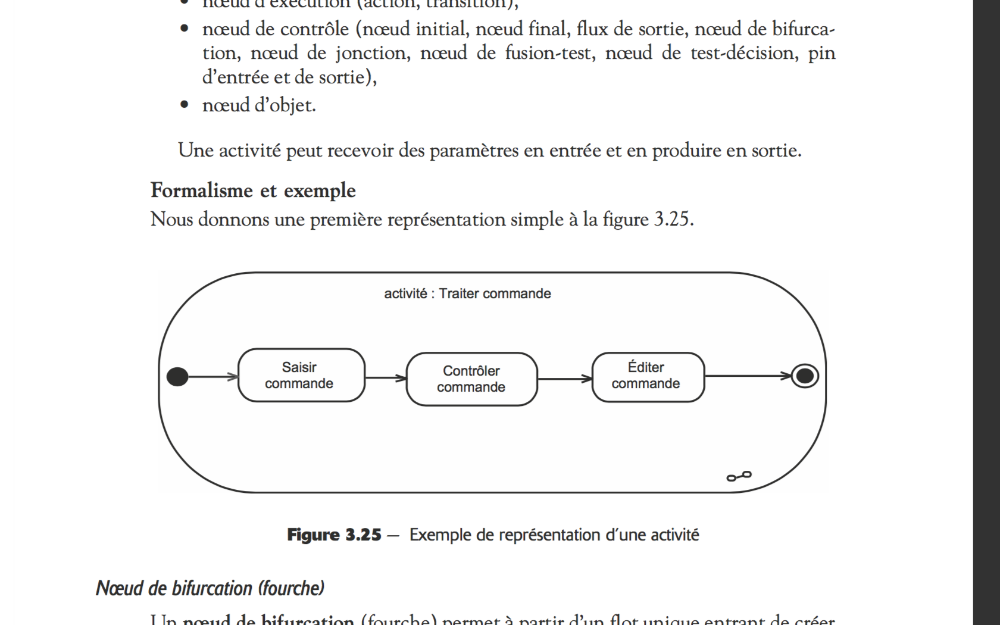 nœud d'exécution (action, transition),
• nœud de contrôle (nœud initial, nœud final, flux de sortie, nœud de bifurca-
tion, nœud de jonction, nœud de fusion-test, nœud de test-décision, pin
d'entrée et de sortie),
• nœud d'objet.
Une activité peut recevoir des paramètres en entrée et en produire en sortie.
Formalisme et exemple
Nous donnons une première représentation simple à la figure 3.25.
activité : Traiter commande
Saisir
commande
Contrôler
commande
Éditer
commande
Figure 3.25 — Exemple de représentation d'une activité
Nœud de bifurcation (fourche)
Un nœud de bifurcation (fourche) permet à partir d'un flot unique entrant de créer